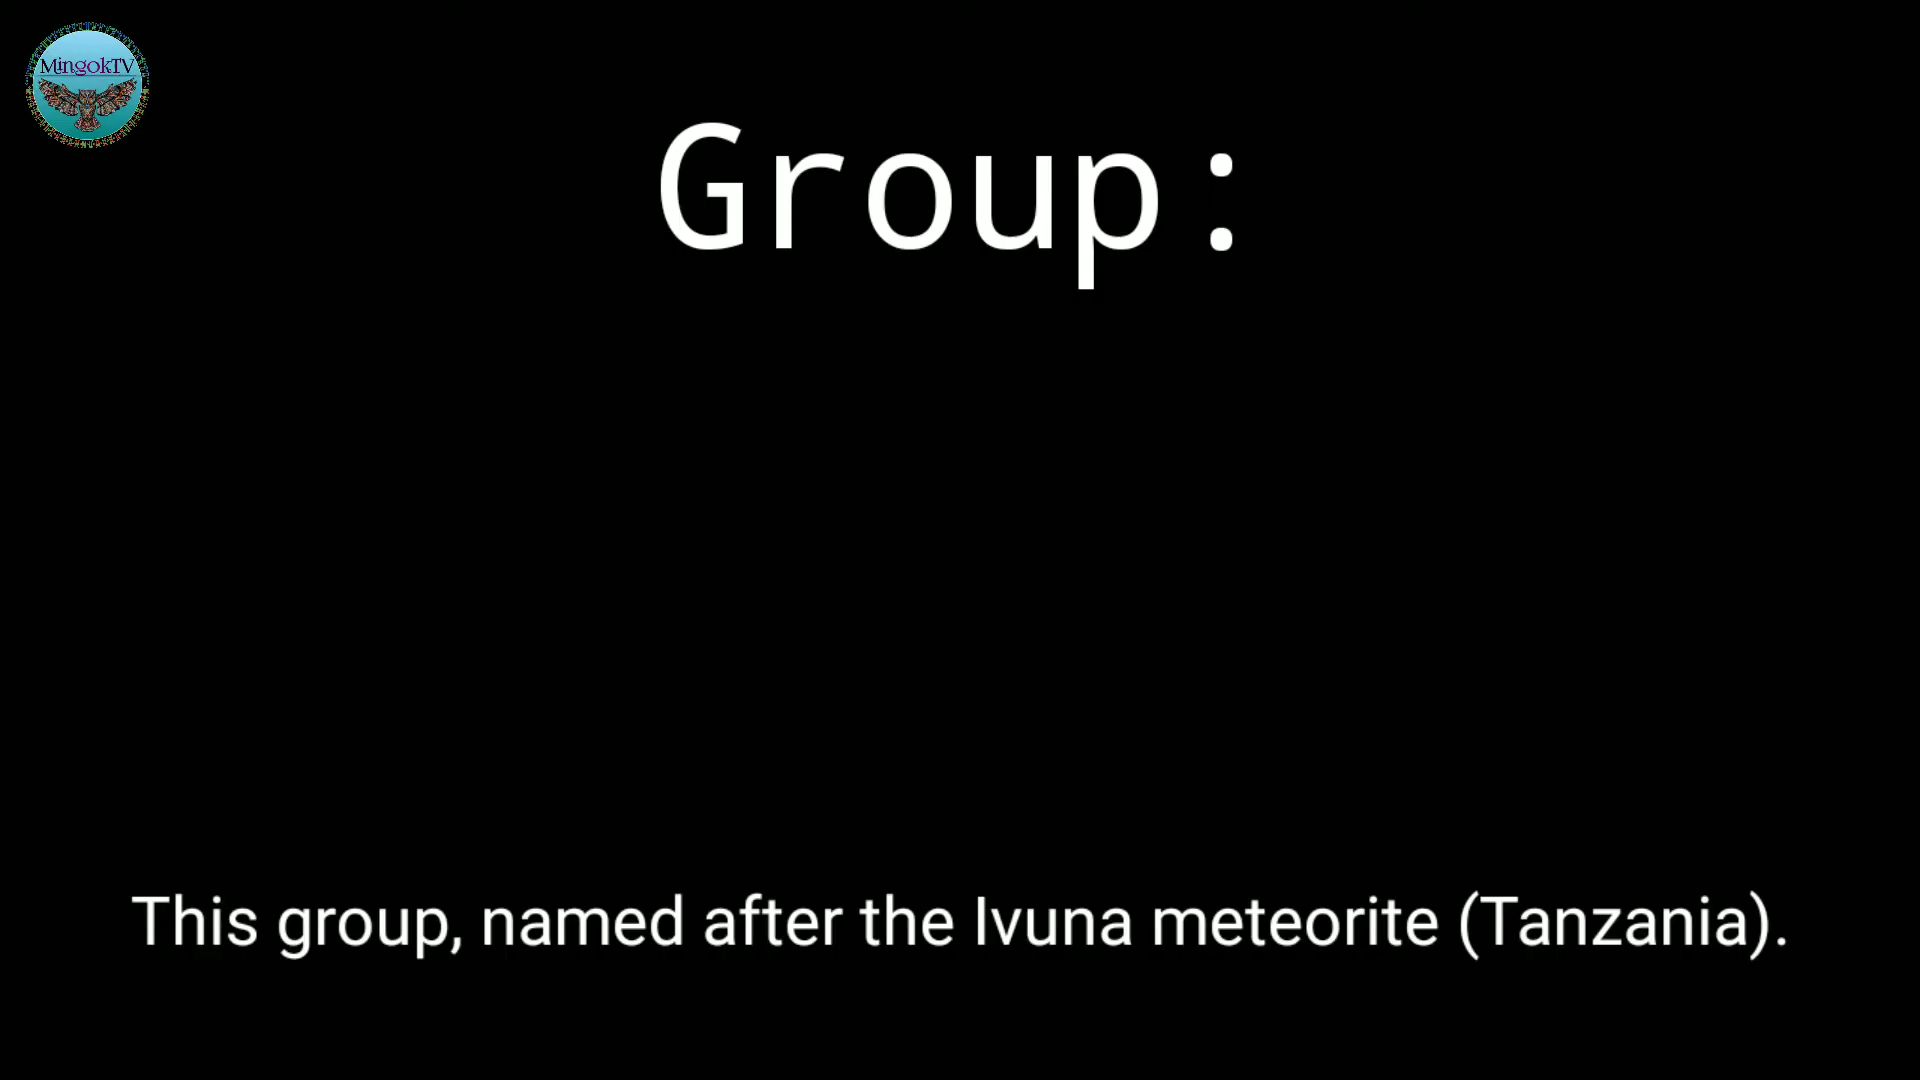 MingokTV
Group:
This group, named after the Ivuna meteorite (Tanzania).